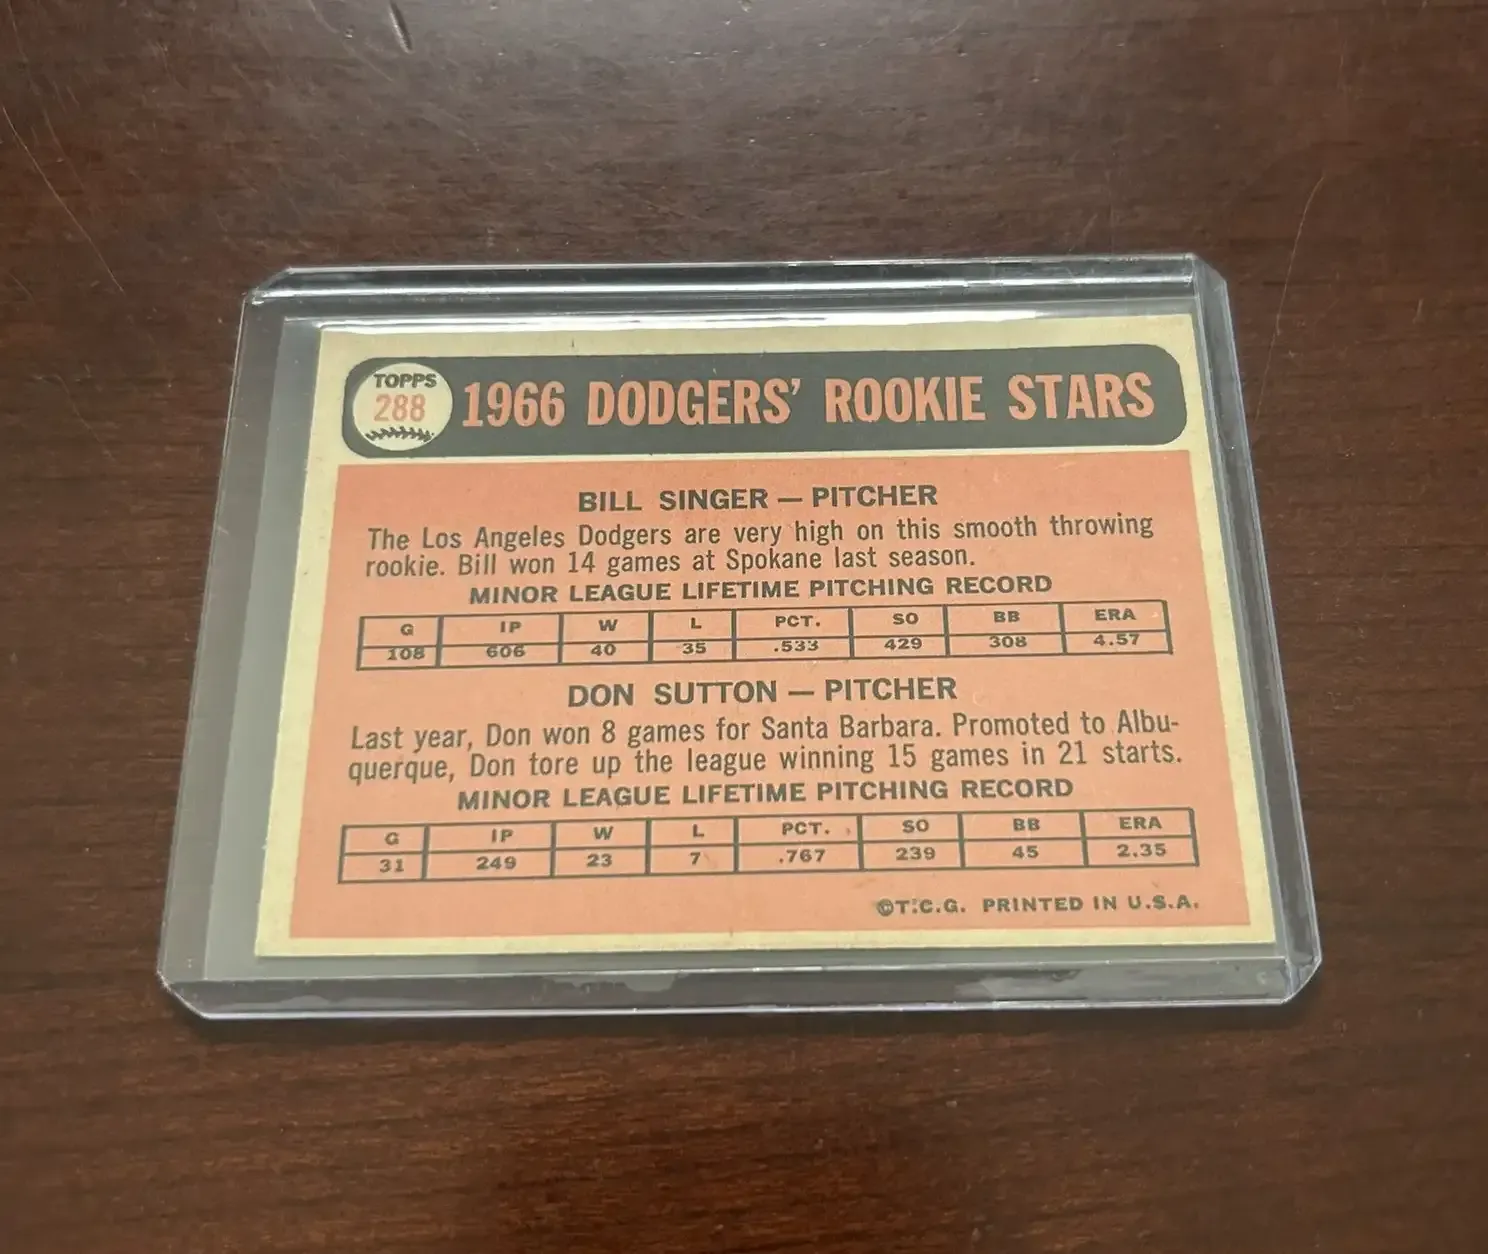 TOPPS
288
1966 DODGERS' ROOKIE STARS
BILL SINGER — PITCHER
The Los Angeles Dodgers are very high on this smooth throwing
rookie. Bill won 14 games at Spokane last season.
MINOR LEAGUE LIFETIME PITCHING RECORD
G IP W L PCT. SO BB ERA
108 606 40 35 .533 429 308 4.57
DON SUTTON — PITCHER
Last year, Don won 8 games for Santa Barbara. Promoted to Albu-
querque, Don tore up the league winning 15 games in 21 starts.
MINOR LEAGUE LIFETIME PITCHING RECORD
G IP W L PCT. SO BB ERA
31 249 23 7 .767 239 45 2.35
©T.C.G. PRINTED IN U.S.A.